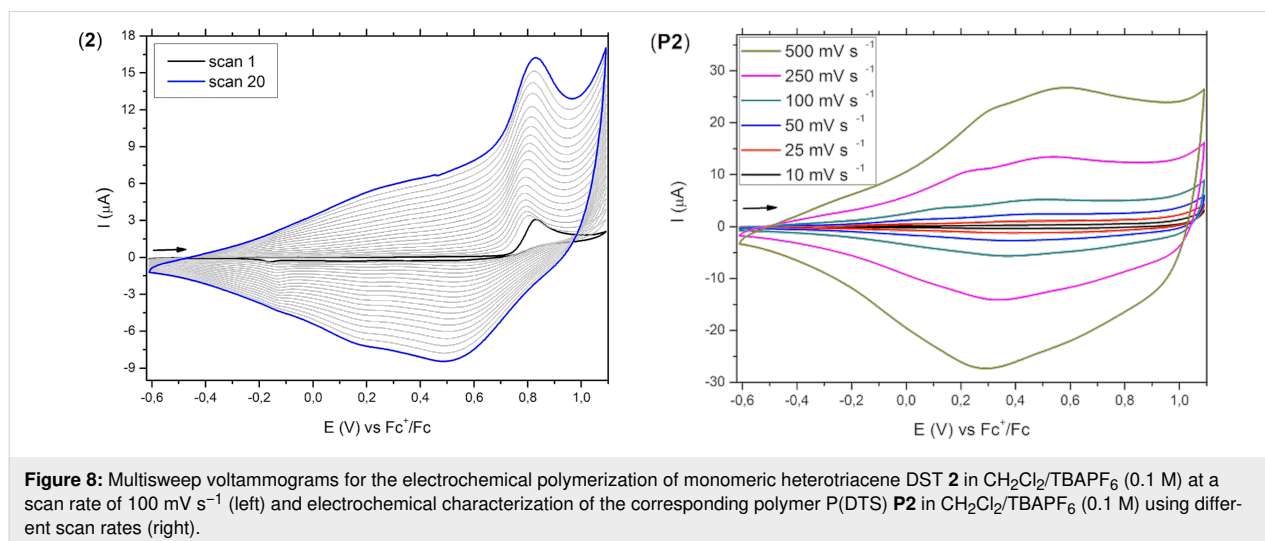 (2)
18
15
12
9
6
3
0
-3
-6
-9
I (µA)
scan 1
scan 20
-0,6 -0,4 -0,2 0,0 0,2 0,4 0,6 0,8 1,0
E (V) vs Fc⁺/Fc
(P2)
30
20
10
0
-10
-20
-30
I (µA)
500 mV s ⁻¹
250 mV s ⁻¹
100 mV s ⁻¹
50 mV s ⁻¹
25 mV s ⁻¹
10 mV s ⁻¹
-0,6 -0,4 -0,2 0,0 0,2 0,4 0,6 0,8 1,0
E (V) vs Fc⁺/Fc
Figure 8: Multisweep voltammograms for the electrochemical polymerization of monomeric heterotriacene DST 2 in CH₂Cl₂/TBAPF₆ (0.1 M) at a
scan rate of 100 mV s⁻¹ (left) and electrochemical characterization of the corresponding polymer P(DTS) P2 in CH₂Cl₂/TBAPF₆ (0.1 M) using differ-
ent scan rates (right).